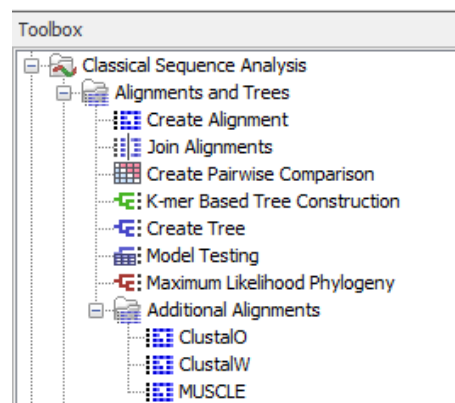 Toolbox
Classical Sequence Analysis
Alignments and Trees
Create Alignment
Join Alignments
Create Pairwise Comparison
K-mer Based Tree Construction
Create Tree
Model Testing
Maximum Likelihood Phylogeny
Additional Alignments
ClustalO
ClustalW
MUSCLE